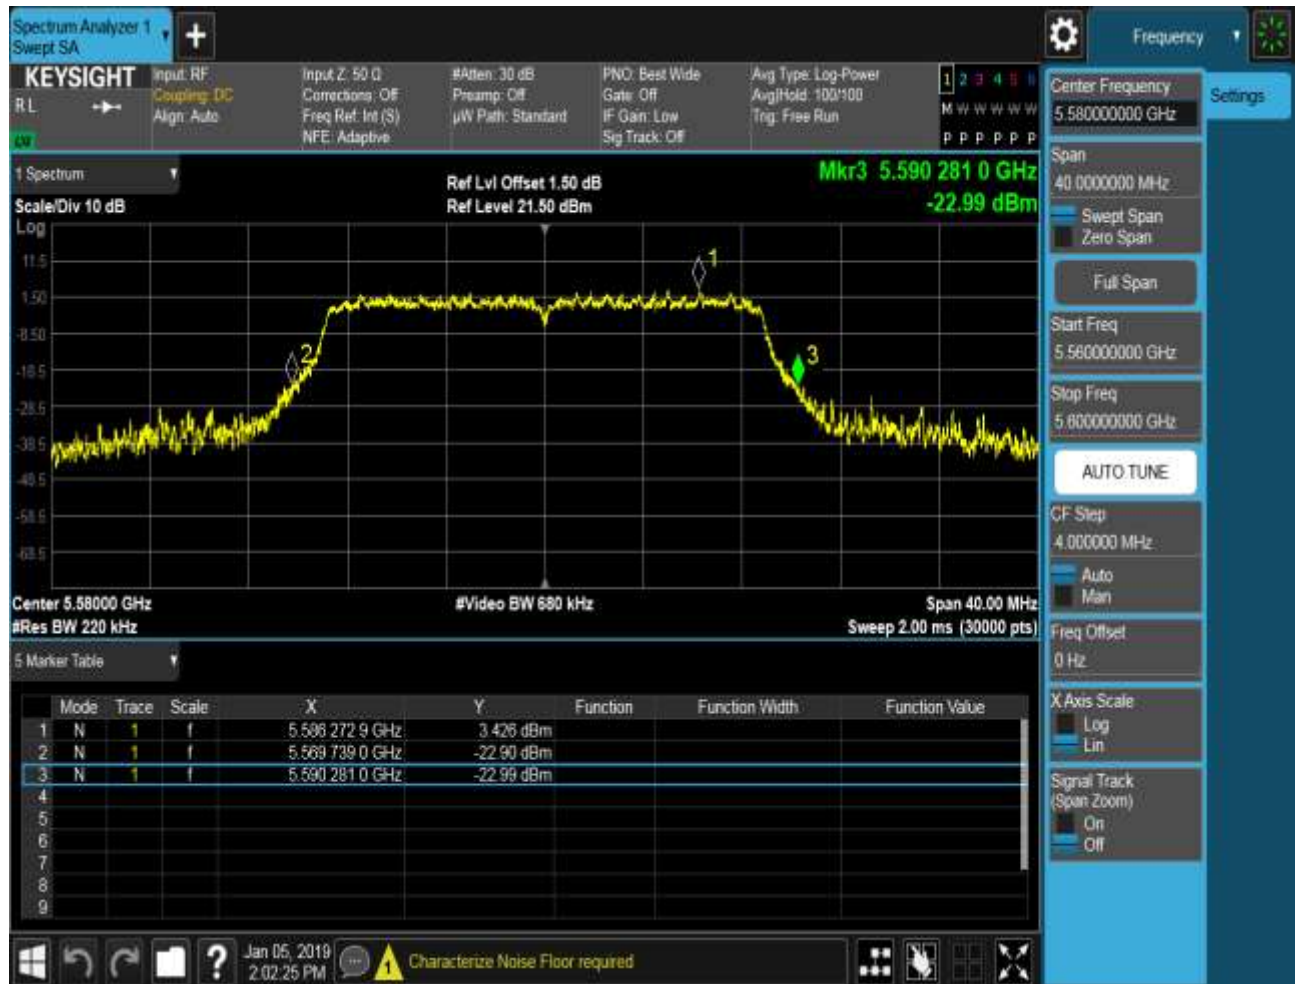 Spectrum Analyzer 1
Swept SA
Frequency
KEYSIGHT
RL
Input: RF
Coupling: DC
Align: Auto
Input Z: 50 Ω
Corrections: Off
Freq Ref: Int (S)
NFE: Adaptive
#Atten: 30 dB
Preamp: Off
µW Path: Standard
PNO: Best Wide
Gate: Off
IF Gain: Low
Sig Track: Off
Avg Type: Log-Power
Avg|Hold: 100/100
Trig: Free Run
1 2 3 4 5 6
M W W W W W
P P P P P P
1 Spectrum
Scale/Div 10 dB
Ref Lvl Offset 1.50 dB
Ref Level 21.50 dBm
Mkr3 5.590 281 0 GHz
-22.99 dBm
Log
11.5
1.50
-8.50
-18.5
-28.5
-38.5
-48.5
-58.5
-68.5
1
2
3
Center 5.58000 GHz
#Res BW 220 kHz
#Video BW 680 kHz
Span 40.00 MHz
Sweep 2.00 ms (30000 pts)
5 Marker Table
Mode Trace Scale X Y Function Function Width Function Value
1 N 1 f 5.586 272 9 GHz 3.426 dBm
2 N 1 f 5.569 739 0 GHz -22.90 dBm
3 N 1 f 5.590 281 0 GHz -22.99 dBm
4
5
6
7
8
9
Center Frequency
5.580000000 GHz
Settings
Span
40.0000000 MHz
Swept Span
Zero Span
Full Span
Start Freq
5.560000000 GHz
Stop Freq
5.600000000 GHz
AUTO TUNE
CF Step
4.000000 MHz
Auto
Man
Freq Offset
0 Hz
X Axis Scale
Log
Lin
Signal Track
(Span Zoom)
On
Off
?
Jan 05, 2019
2:02:25 PM
1
Characterize Noise Floor required